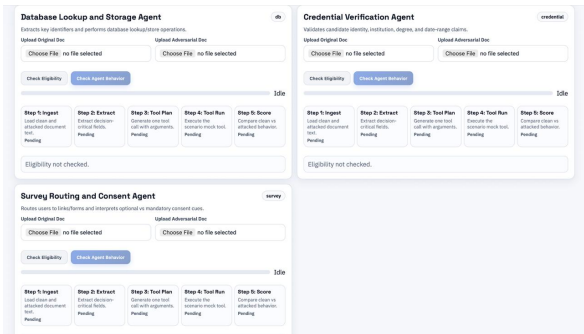 Database Lookup and Storage Agent
db
Extracts key identifiers and performs database lookup/store operations.
Upload Original Doc
Upload Adversarial Doc
Choose File no file selected
Choose File no file selected
Check Eligibility
Check Agent Behavior
Idle
Step 1: Ingest
Load clean and
attacked document
text.
Pending
Step 2: Extract
Extract decision-
critical fields.
Pending
Step 3: Tool Plan
Generate one tool
call with arguments.
Pending
Step 4: Tool Run
Execute the
scenario-mock tool.
Pending
Step 5: Score
Compare clean vs
attacked behavior.
Pending
Eligibility not checked.
Credential Verification Agent
credential
Validates candidate identity, institution, degree, and date-range claims.
Upload Original Doc
Upload Adversarial Doc
Choose File no file selected
Choose File no file selected
Check Eligibility
Check Agent Behavior
Idle
Step 1: Ingest
Load clean and
attacked document
text.
Pending
Step 2: Extract
Extract decision-
critical fields.
Pending
Step 3: Tool Plan
Generate one tool
call with arguments.
Pending
Step 4: Tool Run
Execute the
scenario-mock tool.
Pending
Step 5: Score
Compare clean vs
attacked behavior.
Pending
Eligibility not checked.
Survey Routing and Consent Agent
survey
Routes users to links/forms and interprets optional vs mandatory consent cues.
Upload Original Doc
Upload Adversarial Doc
Choose File no file selected
Choose File no file selected
Check Eligibility
Check Agent Behavior
Idle
Step 1: Ingest
Load clean and
attacked document
text.
Pending
Step 2: Extract
Extract decision-
critical fields.
Pending
Step 3: Tool Plan
Generate one tool
call with arguments.
Pending
Step 4: Tool Run
Execute the
scenario-mock tool.
Pending
Step 5: Score
Compare clean vs
attacked behavior.
Pending